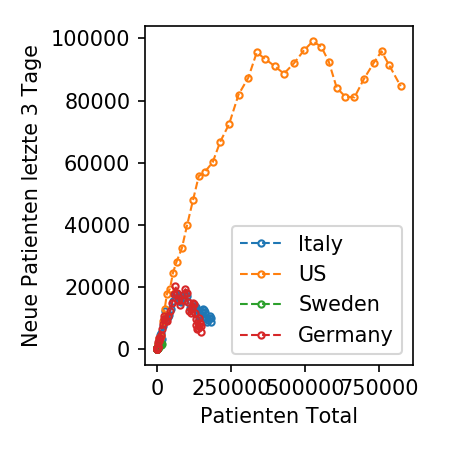 100000
80000
60000
40000
20000
0
Neue Patienten letzte 3 Tage
Italy
US
Sweden
Germany
0 250000 500000 750000
Patienten Total